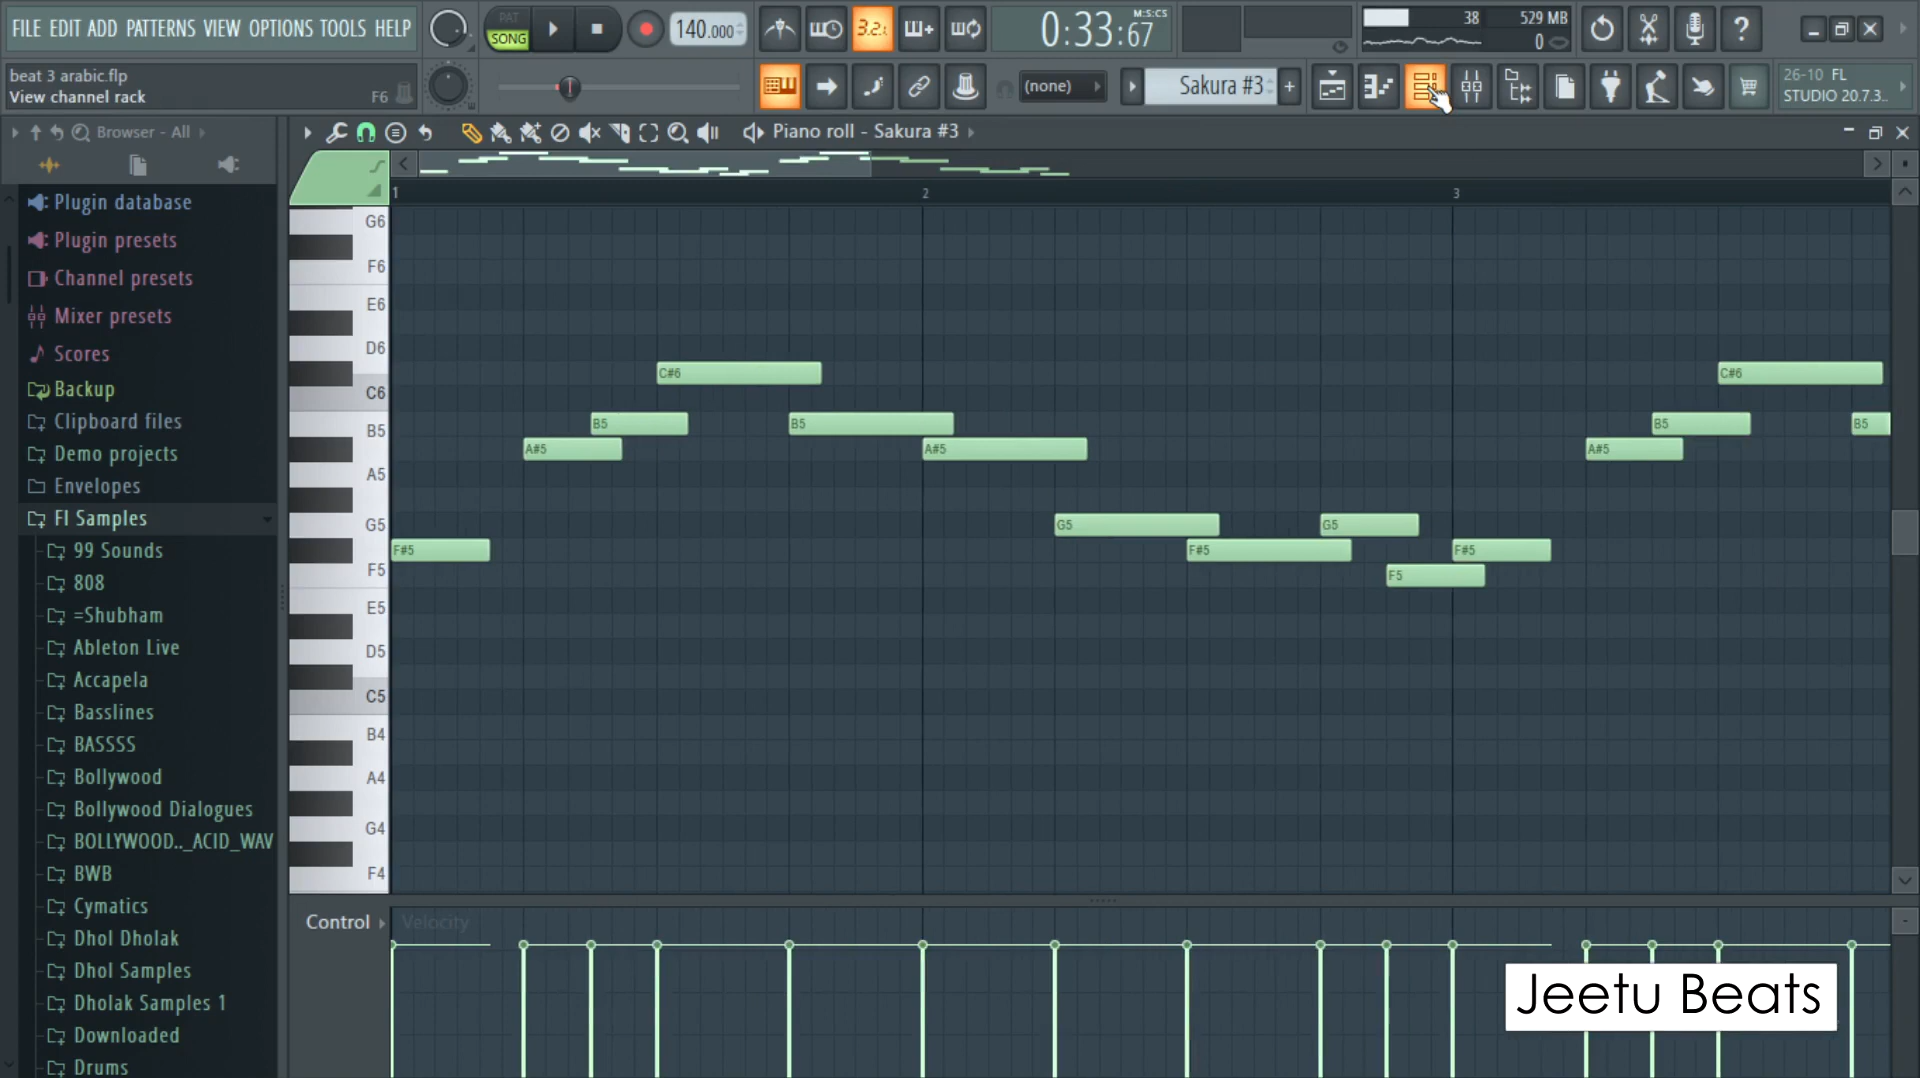 FILE EDIT ADD PATTERNS VIEW OPTIONS TOOLS HELP
PAT
SONG
140.000
3.2.1
0:33:67
M:S:CS
38
529 MB
0
?
beat 3 arabic.flp
View channel rack
F6
(none)
Sakura #3
+
26-10 FL
STUDIO 20.7.3..
Browser - All
Piano roll - Sakura #3
Plugin database
Plugin presets
Channel presets
Mixer presets
Scores
Backup
Clipboard files
Demo projects
Envelopes
Fl Samples
99 Sounds
808
=Shubham
Ableton Live
Accapela
Basslines
BASSSS
Bollywood
Bollywood Dialogues
BOLLYWOOD.._ACID_WAV
BWB
Cymatics
Dhol Dholak
Dhol Samples
Dholak Samples 1
Downloaded
Drums
1
2
3
G6
F6
E6
D6
C6
B5
A5
G5
F5
E5
D5
C5
B4
A4
G4
F4
C#6
C#6
B5
B5
B5
B5
A#5
A#5
A#5
G5
G5
F#5
F#5
F#5
F5
Control
Velocity
Jeetu Beats